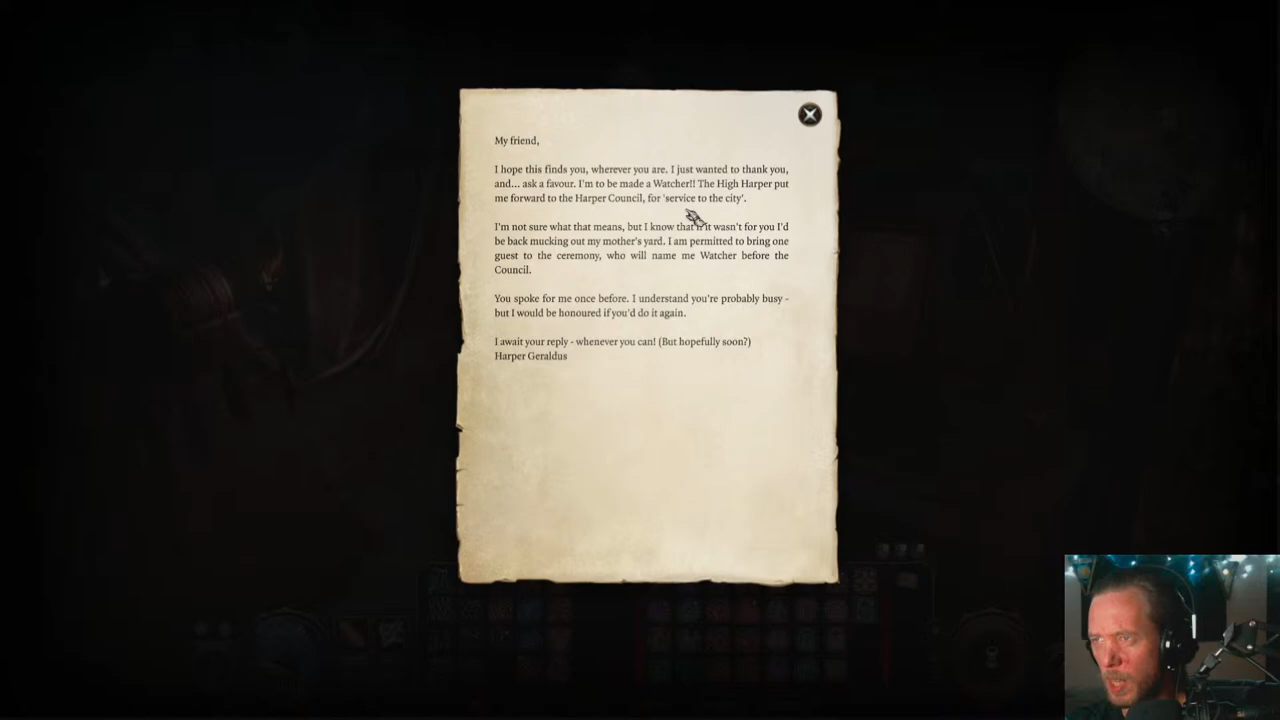 My friend,
I hope this finds you, wherever you are. I just wanted to thank you,
and... ask a favour. I'm to be made a Watcher!! The High Harper put
me forward to the Harper Council, for 'service to the city'.
I'm not sure what that means, but I know that if it wasn't for you I'd
be back mucking out my mother's yard. I am permitted to bring one
guest to the ceremony, who will name me Watcher before the
Council.
You spoke for me once before. I understand you're probably busy -
but I would be honoured if you'd do it again.
I await your reply - whenever you can! (But hopefully soon?)
Harper Geraldus